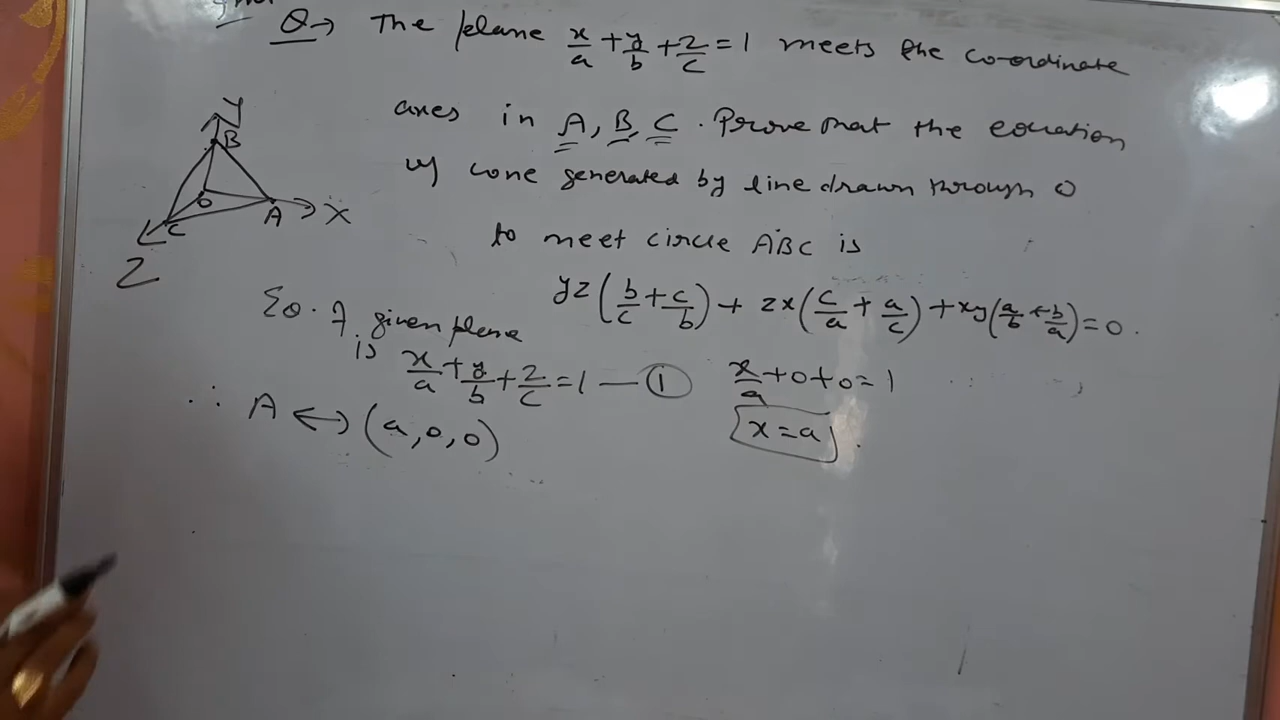 Q→ The plane x/a + y/b + z/c = 1 meets the co-ordinate
axes in A, B, C. Prove that the equation
of cone generated by line drawn through O
to meet circle ABC is
yz(b/c + c/b) + zx(c/a + a/c) + xy(a/b + b/a) = 0.
Y
B
O
A
X
C
Z
Eq. of given plane
is x/a + y/b + z/c = 1 — ①
x/a + 0 + 0 = 1
∴ A ↔ (a, 0, 0)
x = a